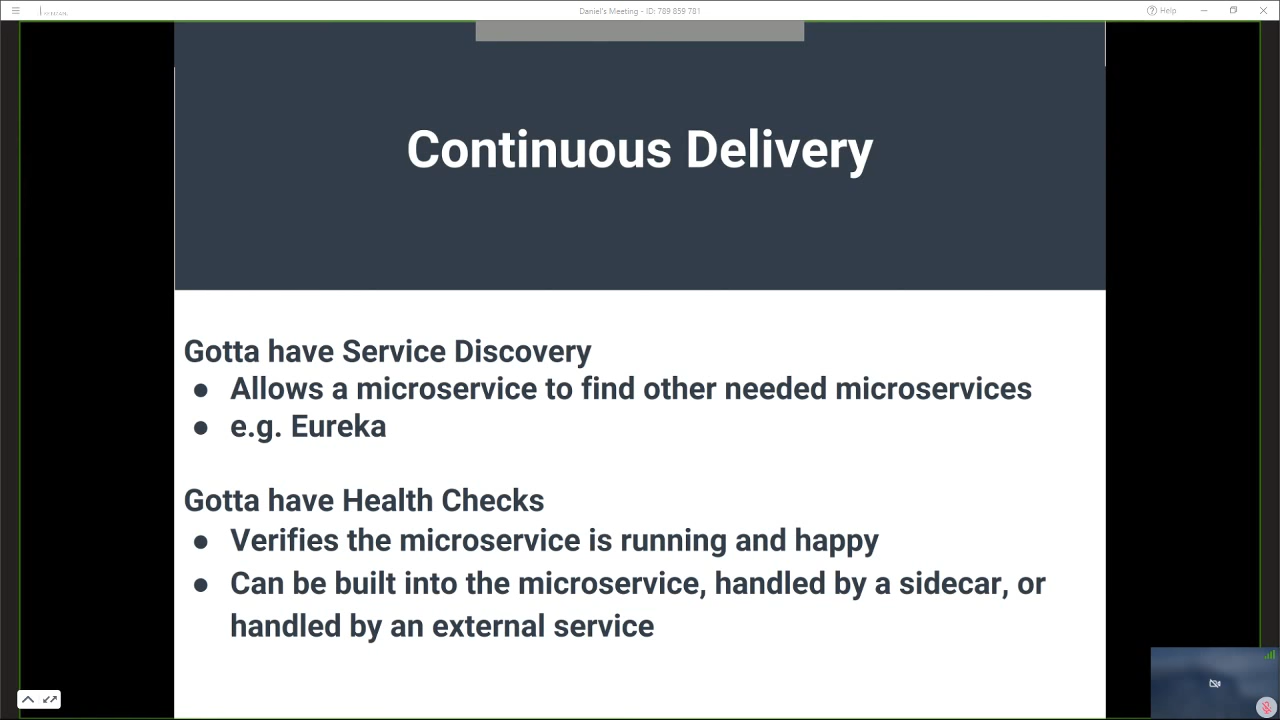 Daniel's Meeting - ID: 789 859 781
Help
Continuous Delivery
Gotta have Service Discovery
● Allows a microservice to find other needed microservices
● e.g. Eureka
Gotta have Health Checks
● Verifies the microservice is running and happy
● Can be built into the microservice, handled by a sidecar, or
handled by an external service